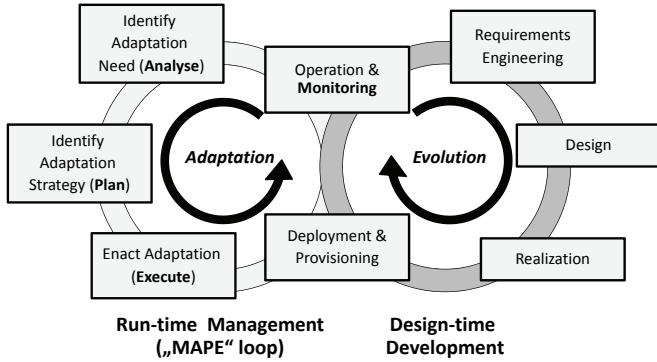 Identify
Adaptation
Need (Analyse)
Operation &
Monitoring
Requirements
Engineering
Identify
Adaptation
Strategy (Plan)
Adaptation
Evolution
Design
Enact Adaptation
(Execute)
Deployment &
Provisioning
Realization
Run-time Management
(„MAPE“ loop)
Design-time
Development